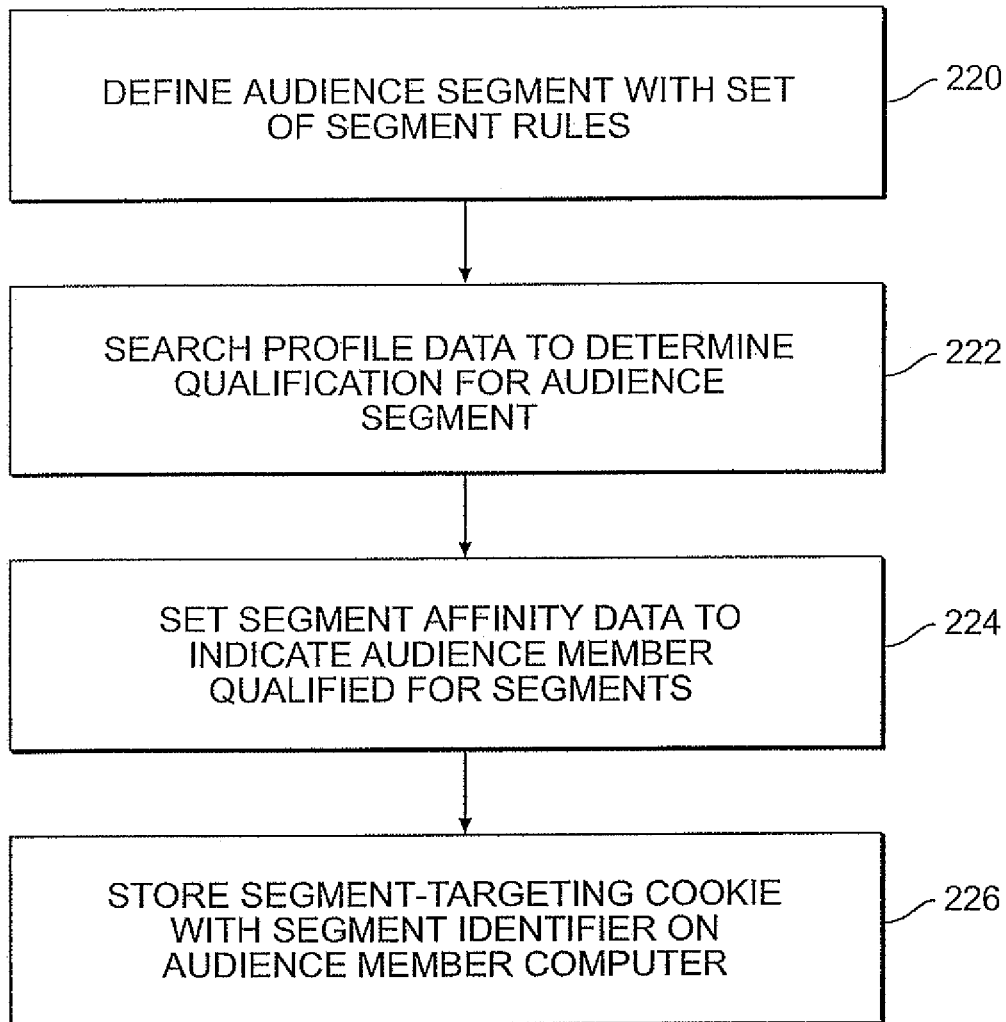 DEFINE AUDIENCE SEGMENT WITH SET
OF SEGMENT RULES
220
SEARCH PROFILE DATA TO DETERMINE
QUALIFICATION FOR AUDIENCE
SEGMENT
222
SET SEGMENT AFFINITY DATA TO
INDICATE AUDIENCE MEMBER
QUALIFIED FOR SEGMENTS
224
STORE SEGMENT-TARGETING COOKIE
WITH SEGMENT IDENTIFIER ON
AUDIENCE MEMBER COMPUTER
226